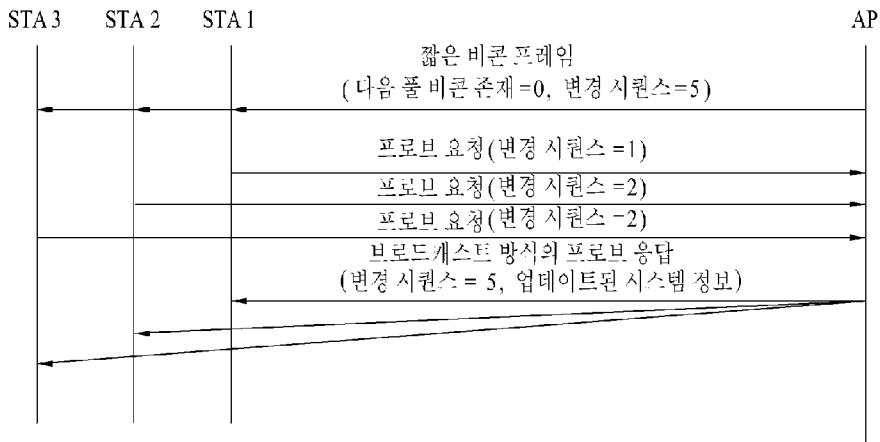 STA 3 STA 2 STA 1 AP
짧은 비콘 프레임
(다음 풀 비콘 존재=0, 변경 시퀀스=5)
프로브 요청(변경 시퀀스 =1)
프로브 요청(변경 시퀀스 =2)
프로브 요청(변경 시퀀스 =2)
브로드캐스트 방식의 프로브 응답
(변경 시퀀스 = 5, 업데이트된 시스템 정보)